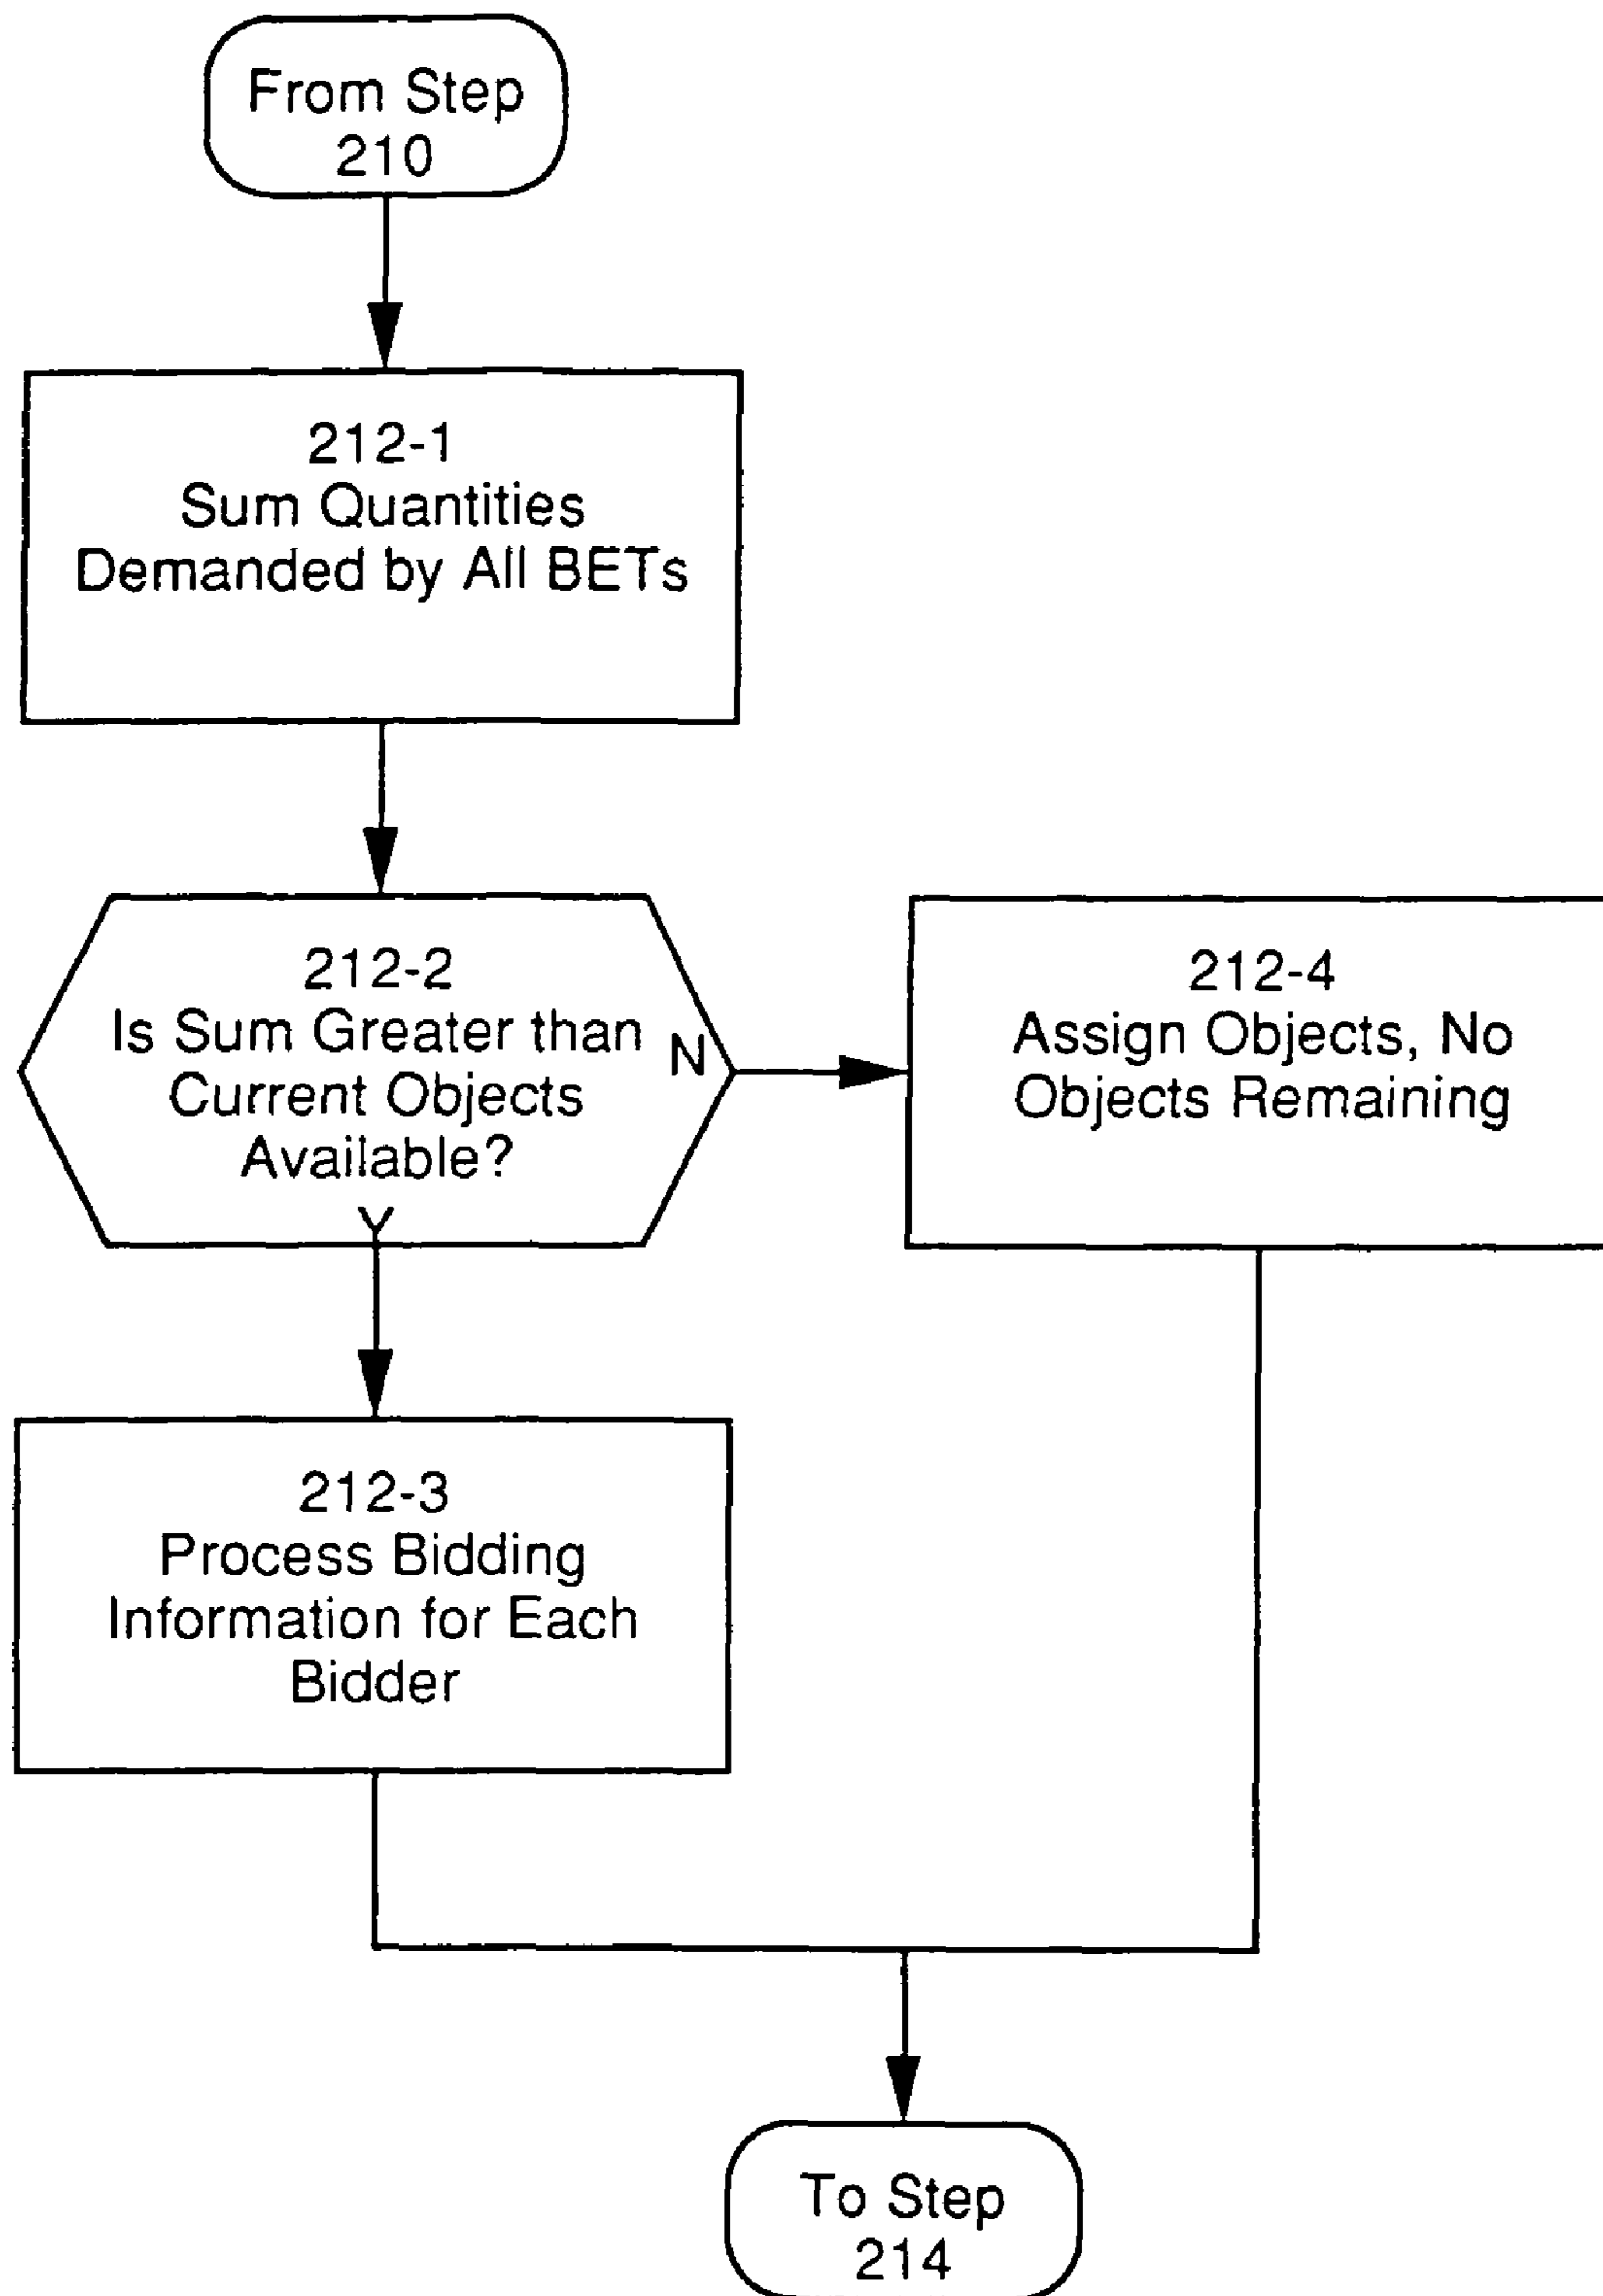 From Step
210
212-1
Sum Quantities
Demanded by All BETs
212-2
Is Sum Greater than
Current Objects
Available?
N
Y
212-4
Assign Objects, No
Objects Remaining
212-3
Process Bidding
Information for Each
Bidder
To Step
214